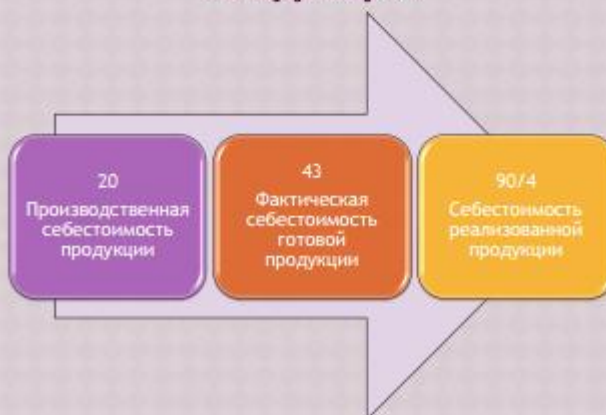 20
Производственная
себестоимость
продукции
43
Фактическая
себестоимость
готовой
продукции
90/4
Себестоимость
реализованной
продукции